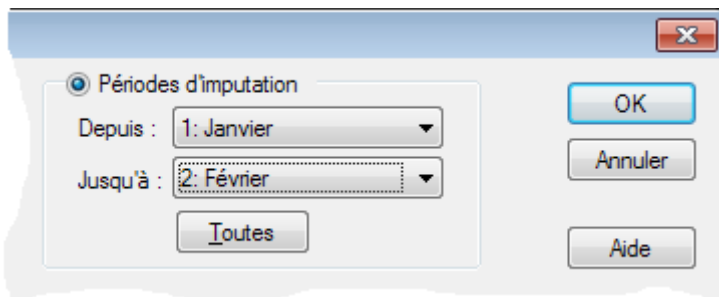 Périodes d'imputation
Depuis : 1: Janvier
Jusqu'à : 2: Février
Toutes
OK
Annuler
Aide